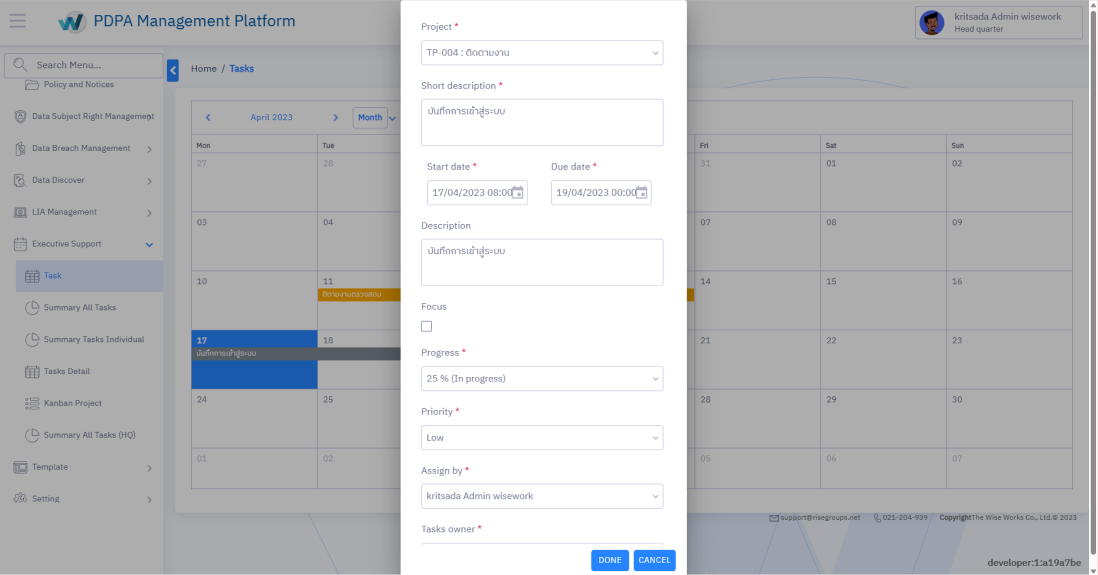 PDPA Management Platform
kritsada Admin wisework
Head quarter
Search Menu...
Policy and Notices
Data Subject Right Management
Data Breach Management
Data Discover
LIA Management
Executive Support
Task
Summary All Tasks
Summary Tasks Individual
Tasks Detail
Kanban Project
Summary All Tasks (HQ)
Template
Setting
Home / Tasks
April 2023 Month
Mon Tue Fri Sat Sun
27 28 31 01 02
03 04 07 08 09
10 11 14 15 16
ติดามงานตรวจสอบ
17 18 21 22 23
บันทึกการเข้าสู่ระบบ
24 25 28 29 30
01 02 05 06 07
Project *
TP-004 : ติดตามงาน
Short description *
บันทึกการเข้าสู่ระบบ
Start date * Due date *
17/04/2023 08:00 19/04/2023 00:00
Description
บันทึกการเข้าสู่ระบบ
Focus
Progress *
25 % (In progress)
Priority *
Low
Assign by *
kritsada Admin wisework
Tasks owner *
DONE CANCEL
support@risegroups.net 021-204-939 CopyrightThe Wise Works Co., Ltd.© 2023
developer:1:a19a7be